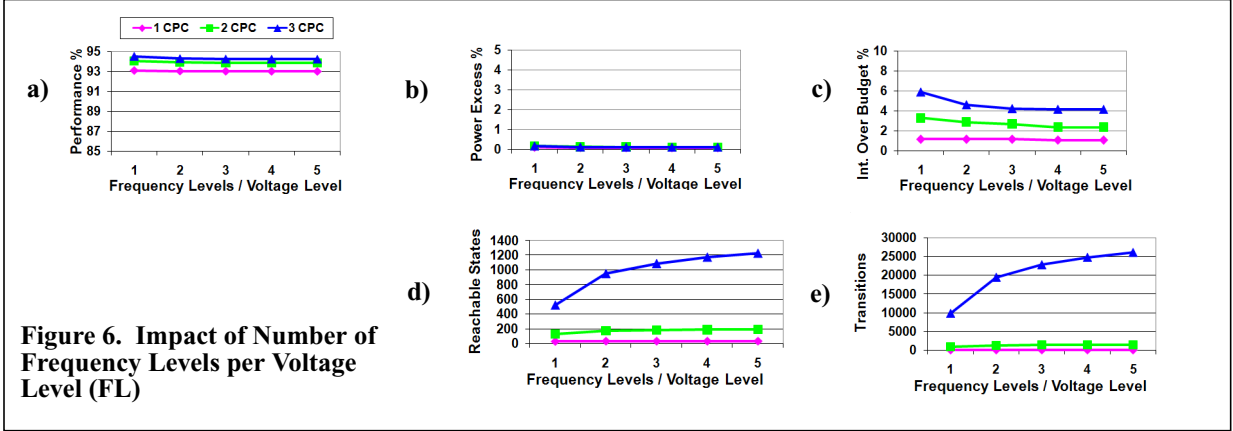 1 CPC 2 CPC 3 CPC
a)
Performance %
95
93
91
89
87
85
1 2 3 4 5
Frequency Levels / Voltage Level
b)
Power Excess %
5
4
3
2
1
0
1 2 3 4 5
Frequency Levels / Voltage Level
c)
Int. Over Budget %
10
8
6
4
2
0
1 2 3 4 5
Frequency Levels / Voltage Level
d)
Reachable States
1400
1200
1000
800
600
400
200
0
1 2 3 4 5
Frequency Levels / Voltage Level
e)
Transitions
30000
25000
20000
15000
10000
5000
0
1 2 3 4 5
Frequency Levels / Voltage Level
Figure 6. Impact of Number of
Frequency Levels per Voltage
Level (FL)